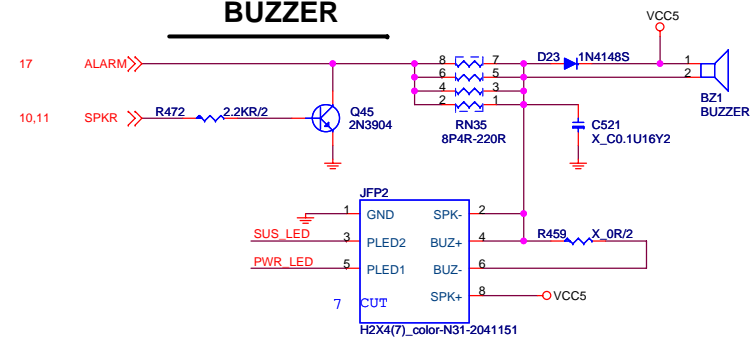 BUZZER
VCC5
17 ALARM
8 7
D23 1N4148S
1
6 5
2
4 3
2 1
BZ1
BUZZER
10,11 SPKR
R472 2.2KR/2
Q45
2N3904
RN35
8P4R-220R
C521
X_C0.1U16Y2
JFP2
1 GND SPK- 2
SUS_LED 3 PLED2 BUZ+ 4
R459 X_0R/2
PWR_LED 5 PLED1 BUZ- 6
7 CUT SPK+ 8 VCC5
H2X4(7)_color-N31-2041151